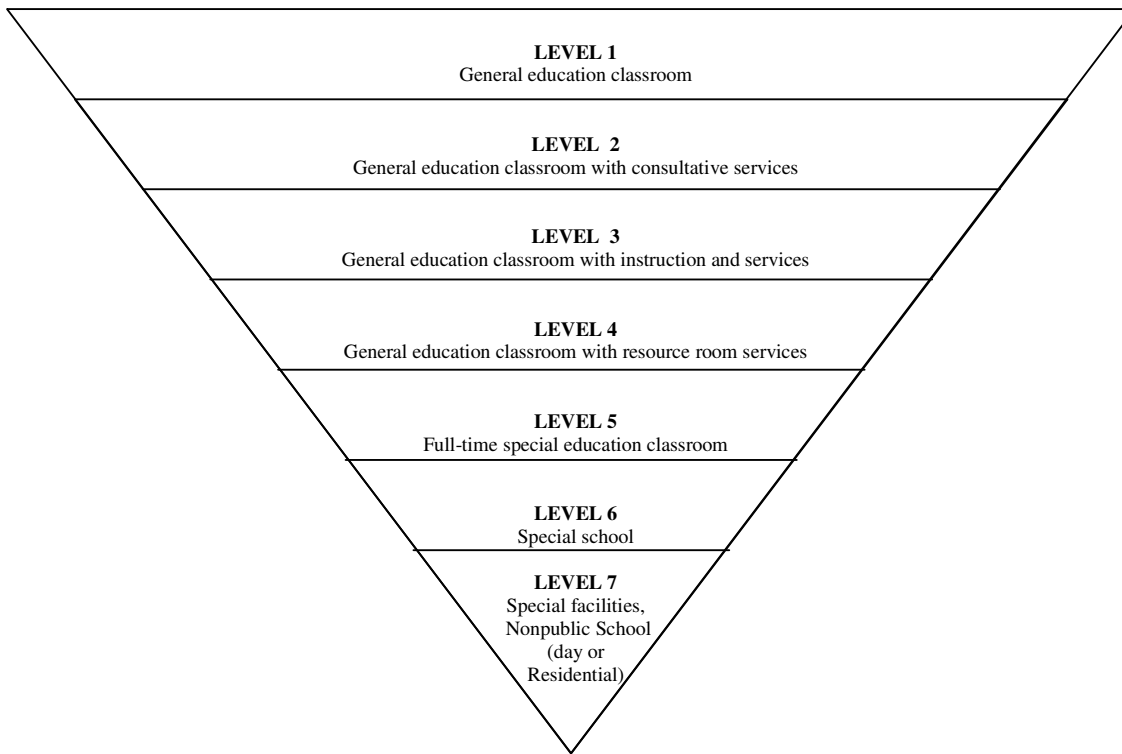 LEVEL 1
General education classroom
LEVEL 2
General education classroom with consultative services
LEVEL 3
General education classroom with instruction and services
LEVEL 4
General education classroom with resource room services
LEVEL 5
Full-time special education classroom
LEVEL 6
Special school
LEVEL 7
Special facilities,
Nonpublic School
(day or
Residential)